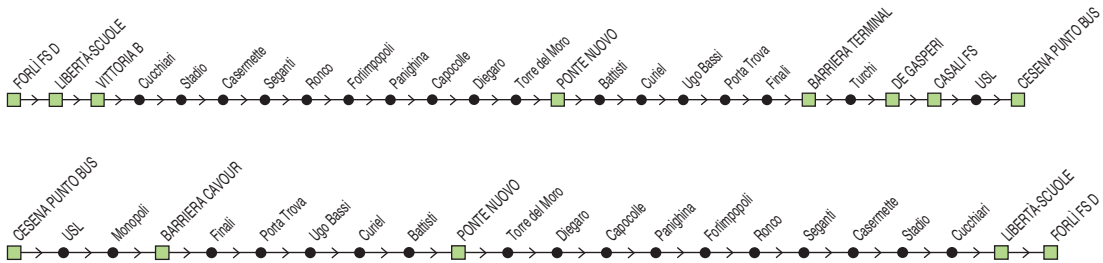 FORLÌ FS D
LIBERTÀ-SCUOLE
VITTORIA B
Cucchiari
Stadio
Casermette
Seganti
Ronco
Forlimpopoli
Panighina
Capocolle
Diegaro
Torre del Moro
PONTE NUOVO
Battisti
Curiel
Ugo Bassi
Porta Trova
Finali
BARRIERA TERMINAL
Turchi
DE GASPERI
CASALI FS
USL
CESENA PUNTO BUS
CESENA PUNTO BUS
USL
Monopoli
BARRIERA CAVOUR
Finali
Porta Trova
Ugo Bassi
Curiel
Battisti
PONTE NUOVO
Torre del Moro
Diegaro
Capocolle
Panighina
Forlimpopoli
Ronco
Seganti
Casermette
Stadio
Cucchiari
LIBERTÀ-SCUOLE
FORLÌ FS D